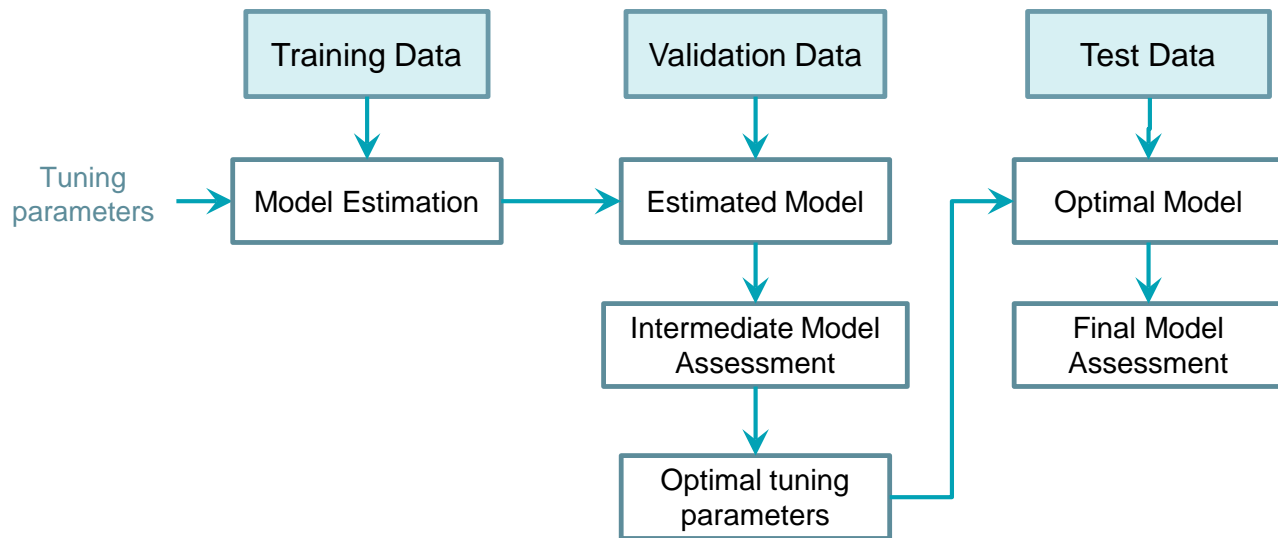 Training Data
Validation Data
Test Data
Tuning
parameters
Model Estimation
Estimated Model
Optimal Model
Intermediate Model
Assessment
Final Model
Assessment
Optimal tuning
parameters